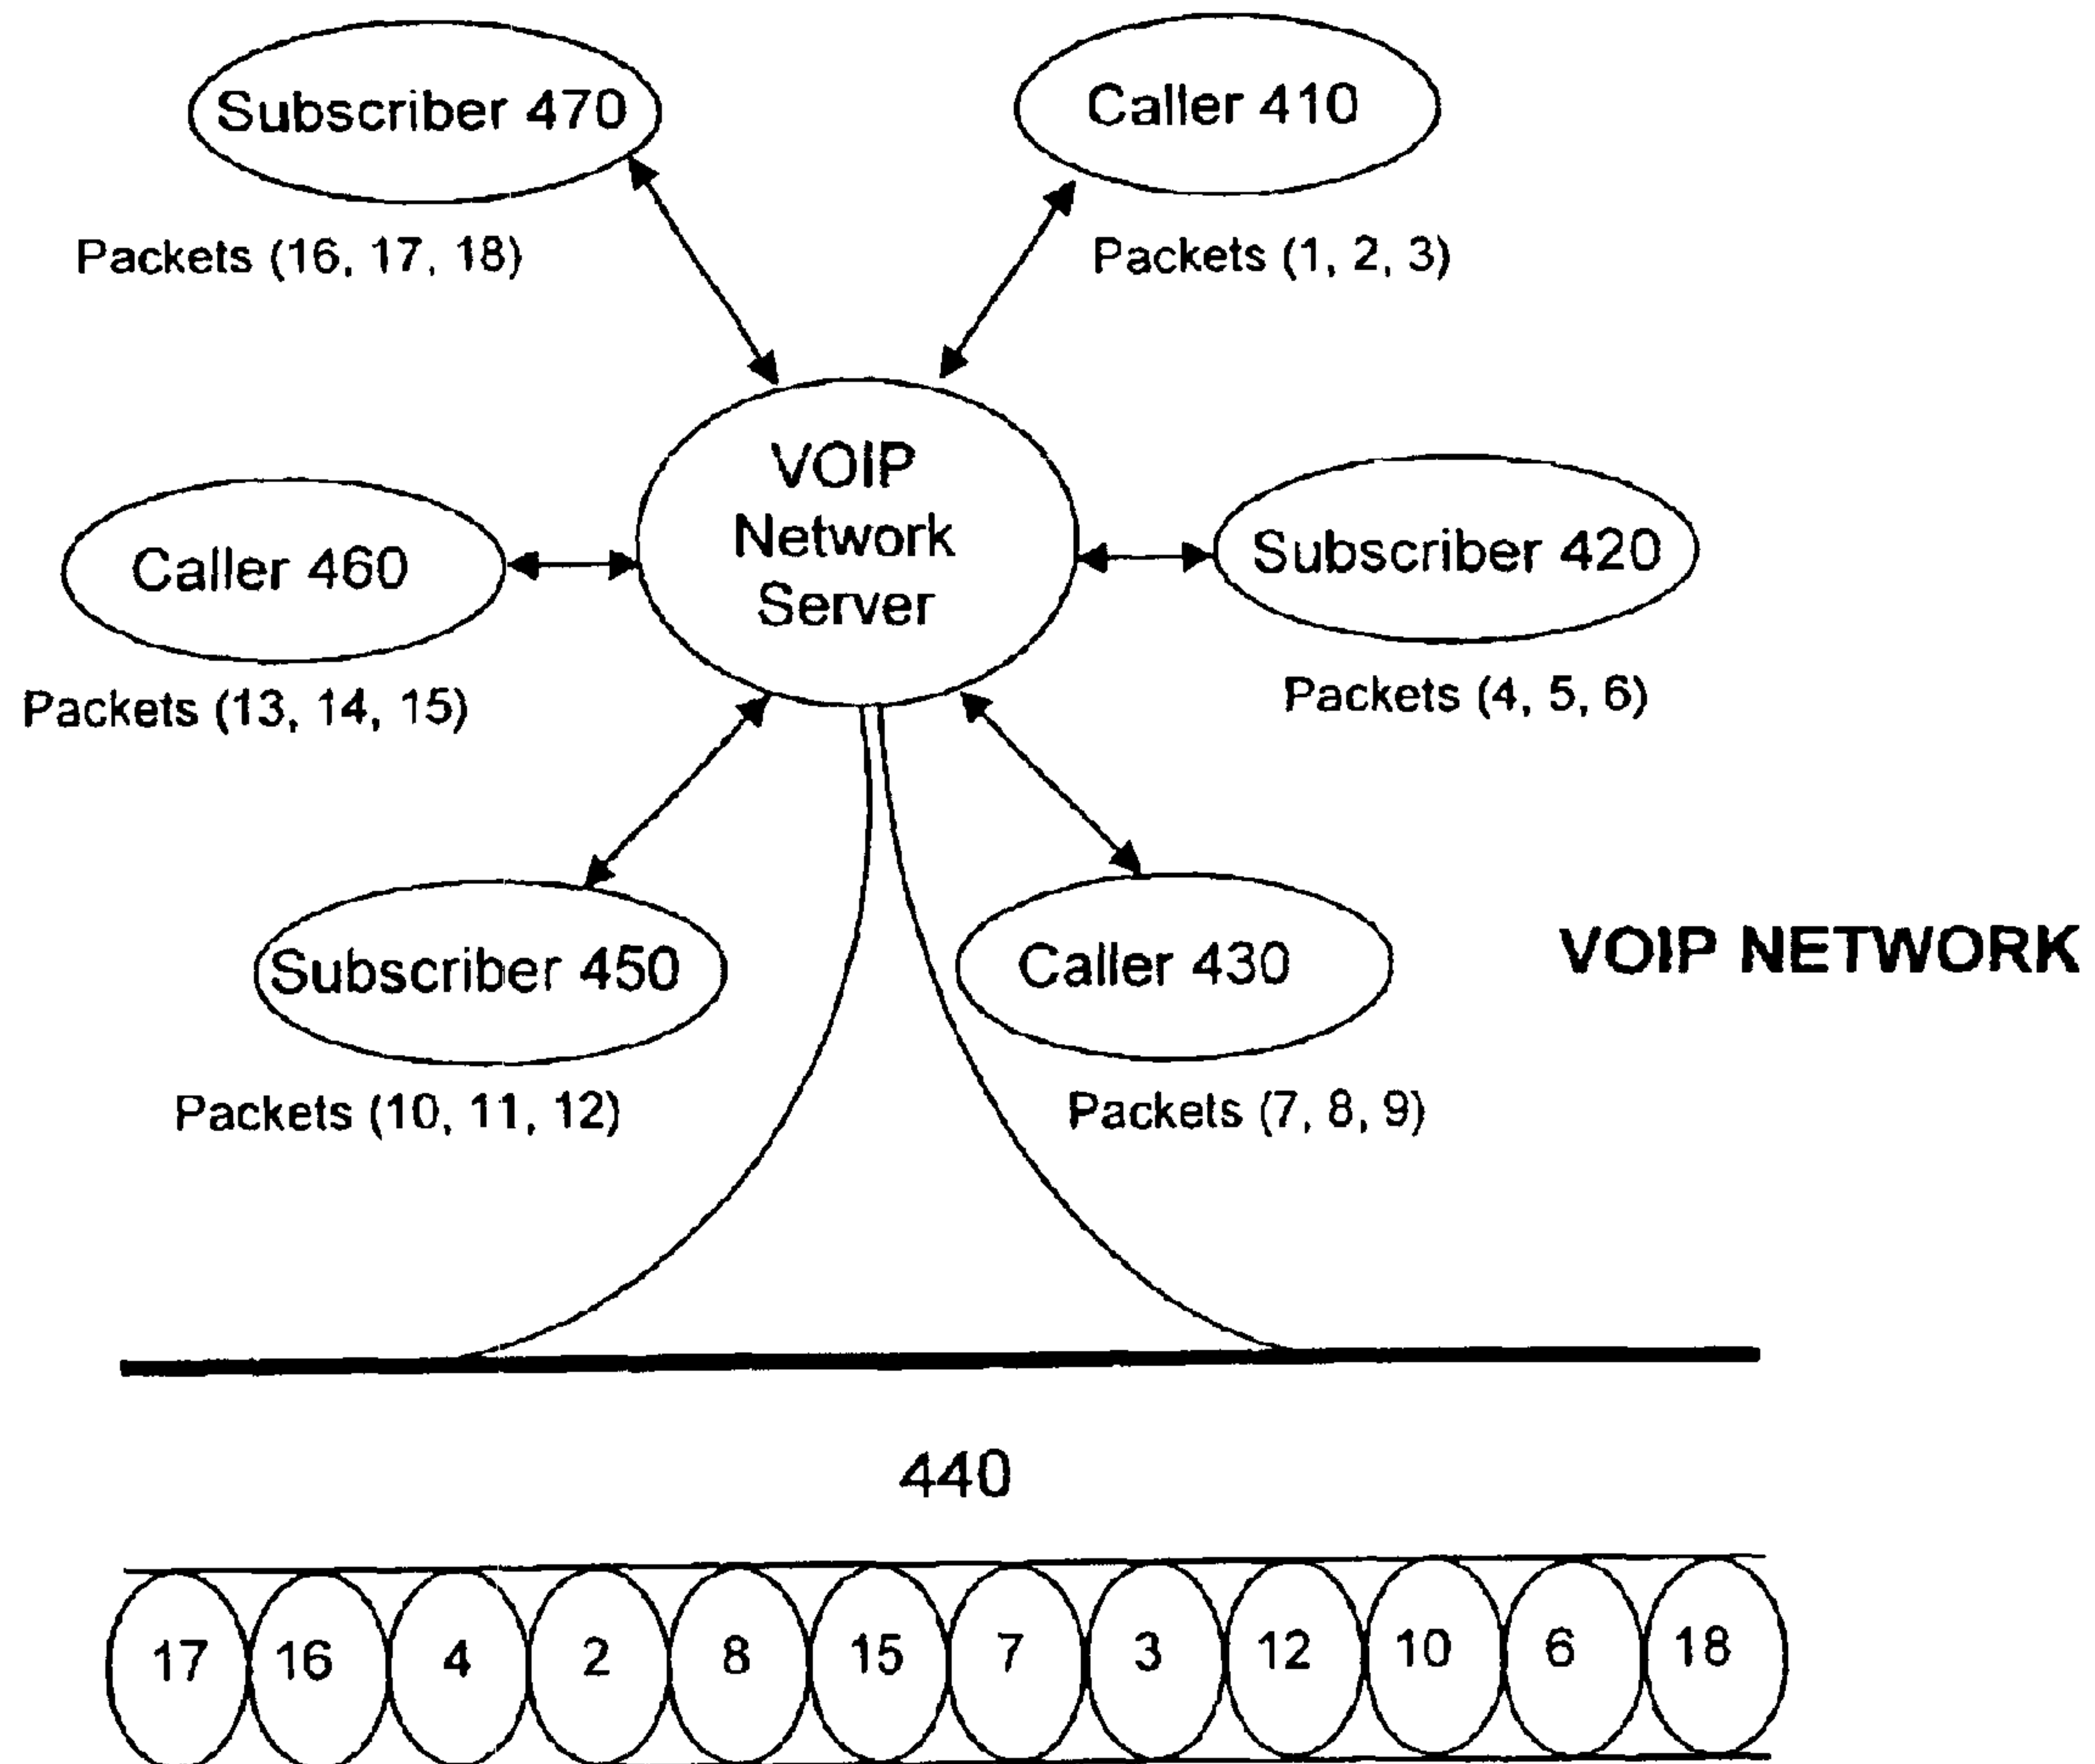 Subscriber 470
Caller 410
Packets (16, 17, 18)
Packets (1, 2, 3)
VOIP
Network
Server
Caller 460
Subscriber 420
Packets (13, 14, 15)
Packets (4, 5, 6)
Subscriber 450
Caller 430
VOIP NETWORK
Packets (10, 11, 12)
Packets (7, 8, 9)
440
17 16 4 2 8 15 7 3 12 10 6 18